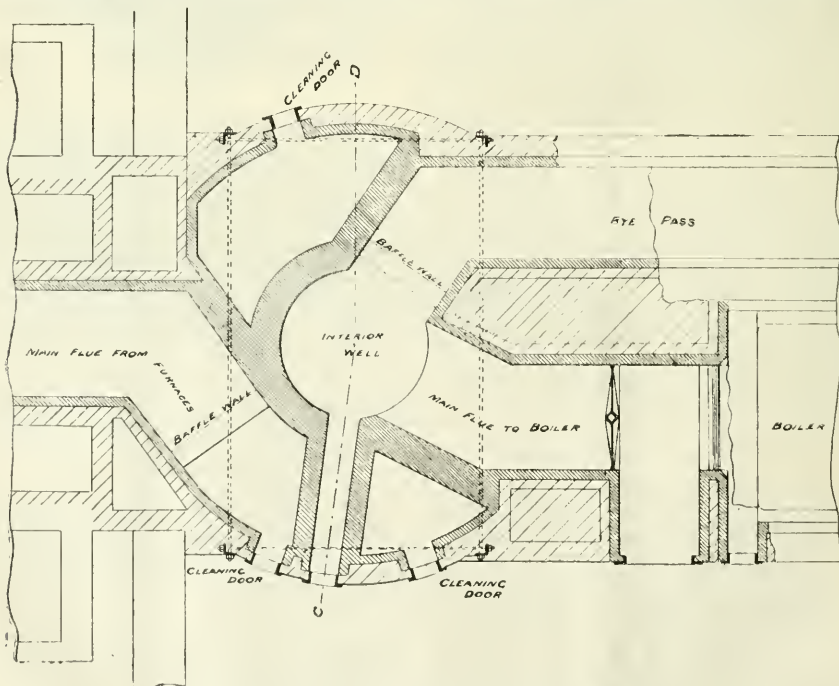 CLEANING
DOOR
D
BYE PASS
BAFFLE WALL
INTERIOR
WELL
MAIN FLUE FROM
FURNACES
BAFFLE WALL
MAIN FLUE TO BOILER
BOILER
CLEANING
DOOR
CLEANING
DOOR
C